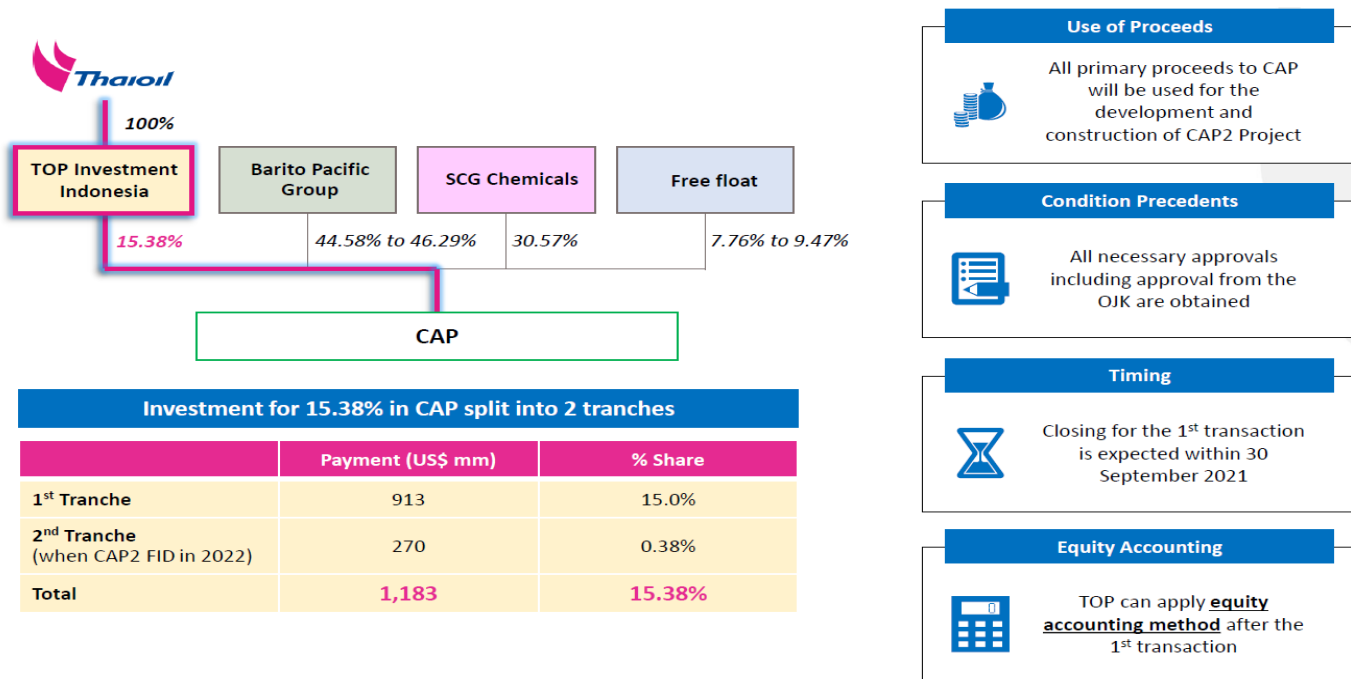 Thaioil
100%
TOP Investment
Indonesia
Barito Pacific
Group
SCG Chemicals
Free float
15.38%
44.58% to 46.29%
30.57%
7.76% to 9.47%
CAP
Investment for 15.38% in CAP split into 2 tranches
Payment (US$ mm) % Share
1st Tranche 913 15.0%
2nd Tranche
(when CAP2 FID in 2022) 270 0.38%
Total 1,183 15.38%
Use of Proceeds
All primary proceeds to CAP
will be used for the
development and
construction of CAP2 Project
Condition Precedents
All necessary approvals
including approval from the
OJK are obtained
Timing
Closing for the 1st transaction
is expected within 30
September 2021
Equity Accounting
0
TOP can apply equity
accounting method after the
1st transaction